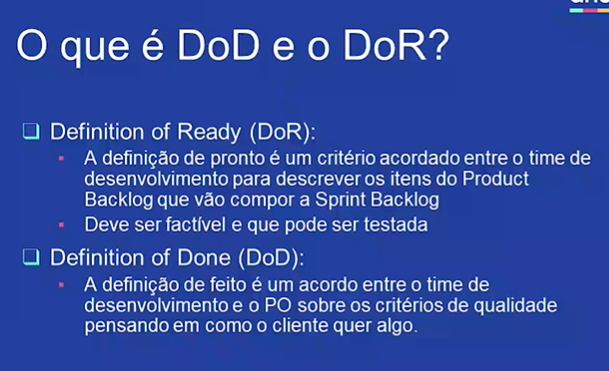 O que é DoD e o DoR?
Definition of Ready (DoR):
A definição de pronto é um critério acordado entre o time de
desenvolvimento para descrever os itens do Product
Backlog que vão compor a Sprint Backlog
Deve ser factível e que pode ser testada
Definition of Done (DoD):
A definição de feito é um acordo entre o time de
desenvolvimento e o PO sobre os critérios de qualidade
pensando em como o cliente quer algo.